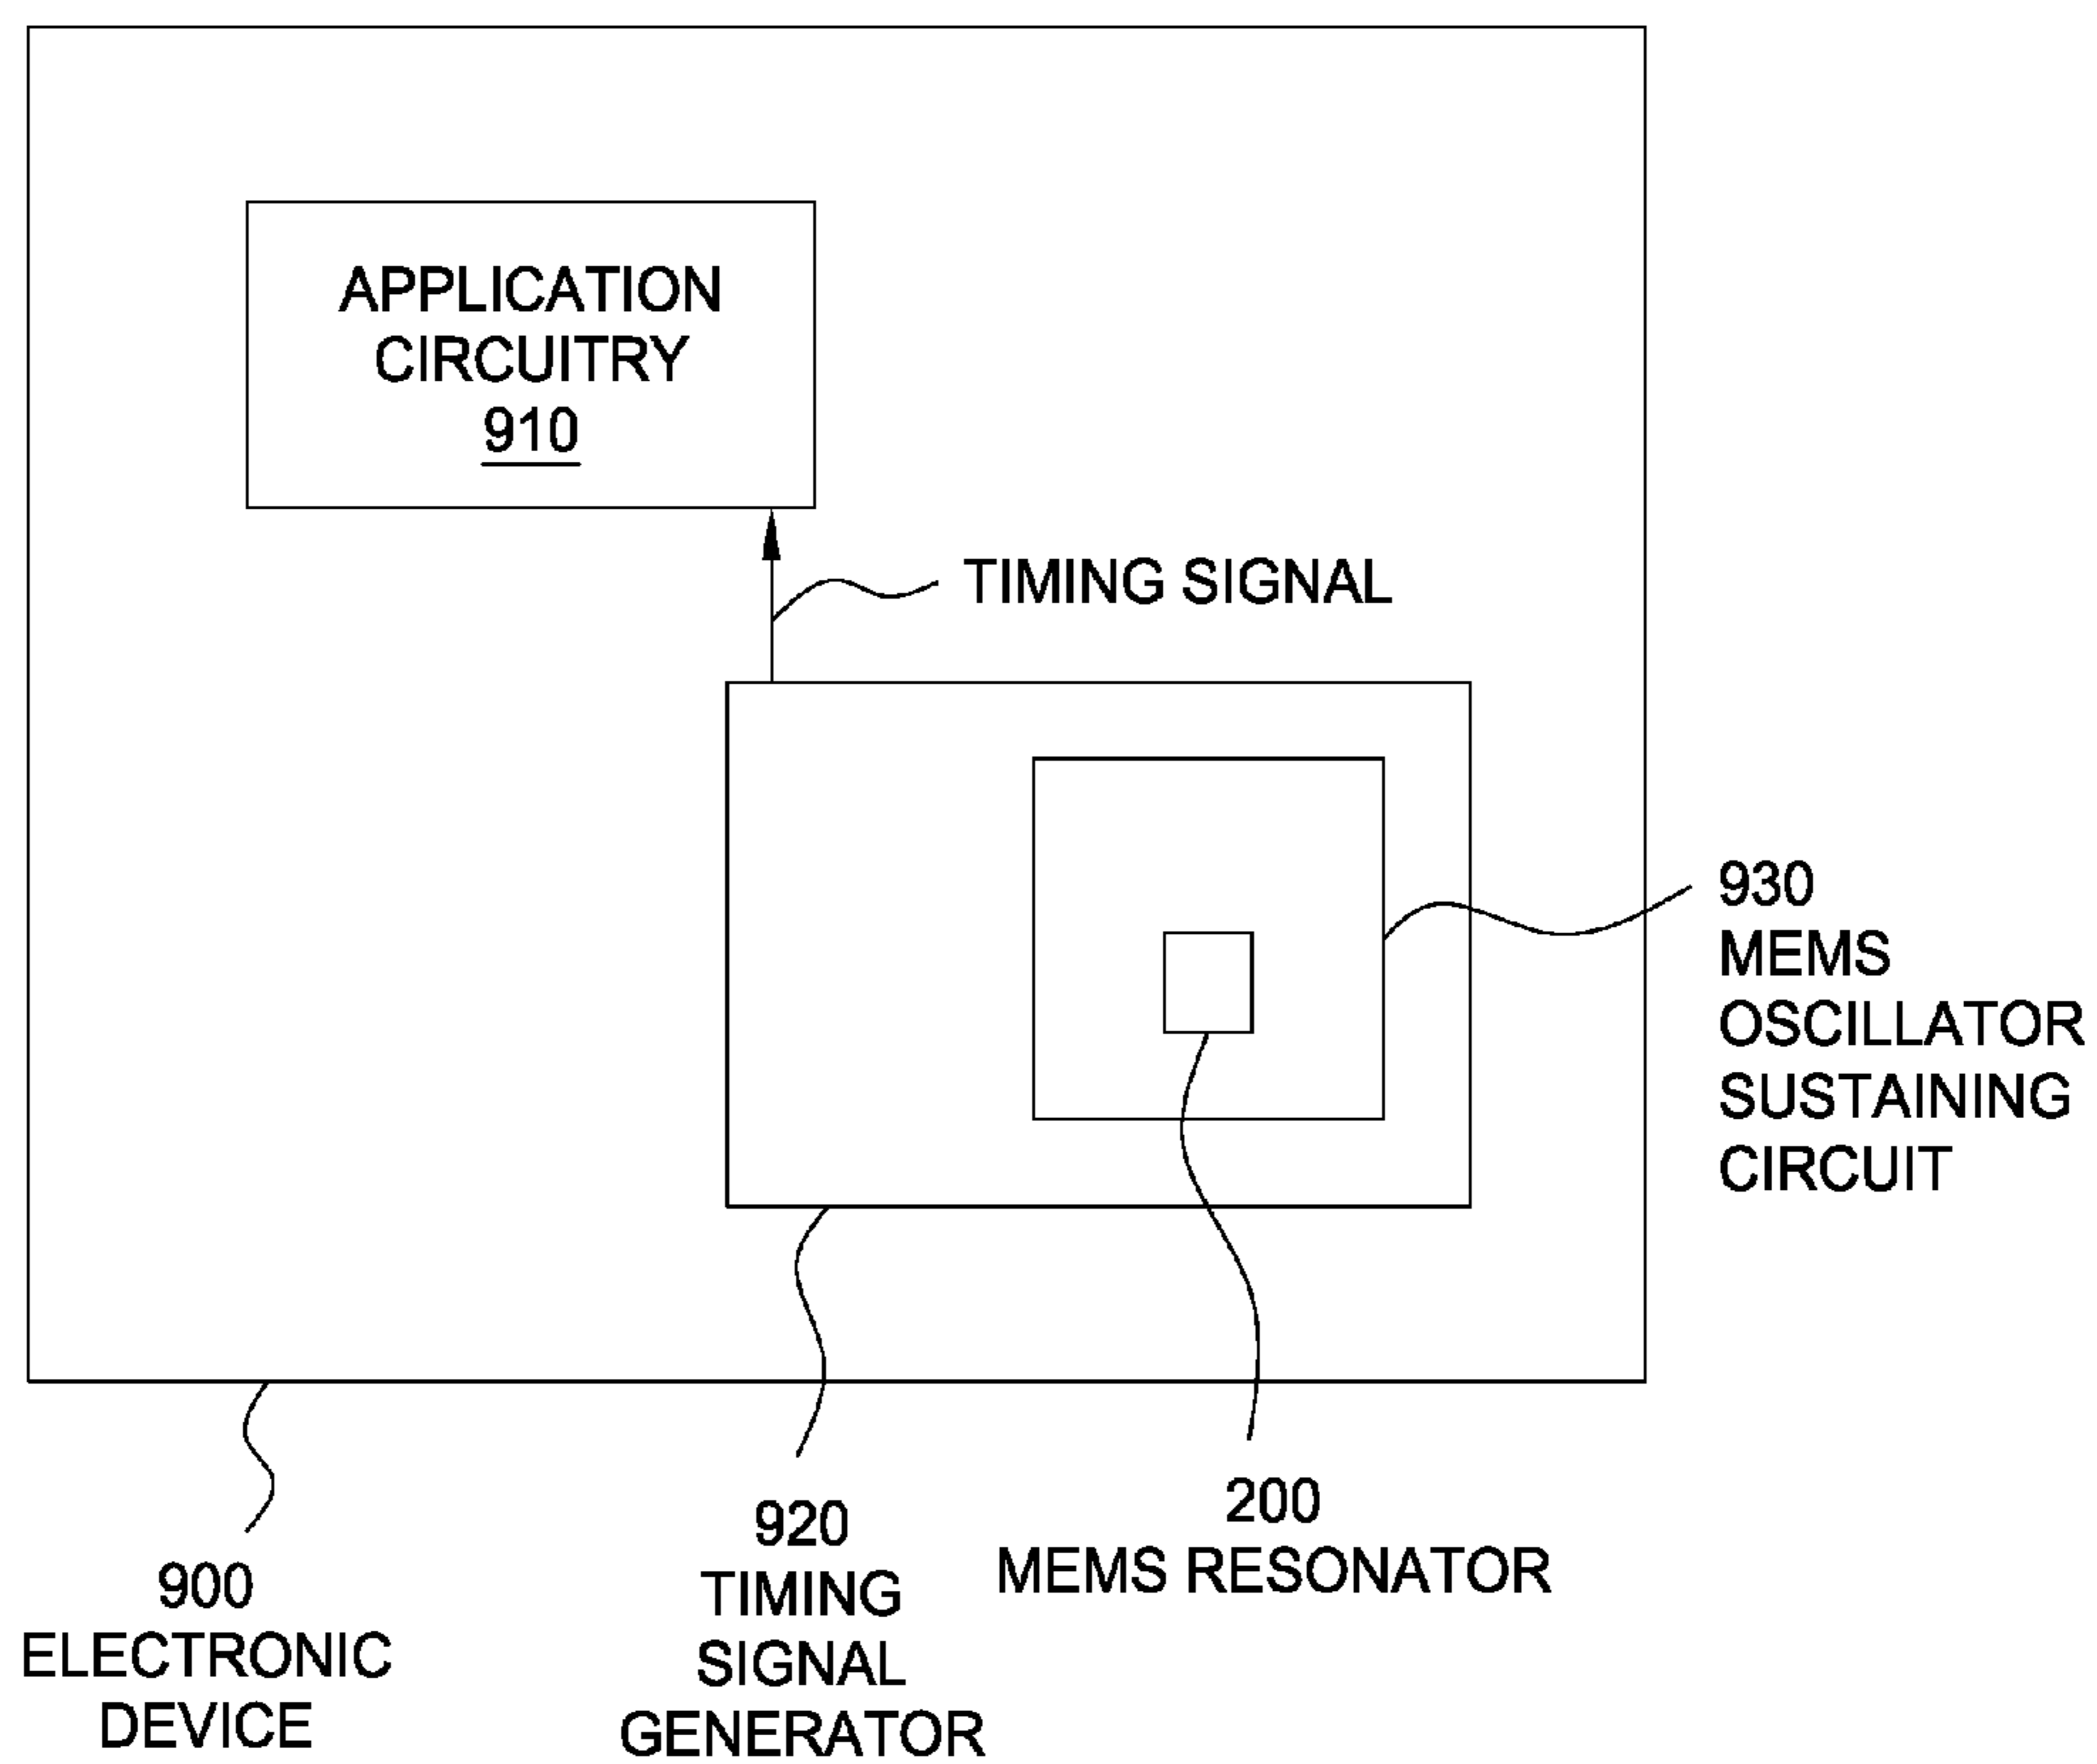 APPLICATION
CIRCUITRY
910
TIMING SIGNAL
930
MEMS
OSCILLATOR
SUSTAINING
CIRCUIT
200
MEMS RESONATOR
920
TIMING
SIGNAL
GENERATOR
900
ELECTRONIC
DEVICE